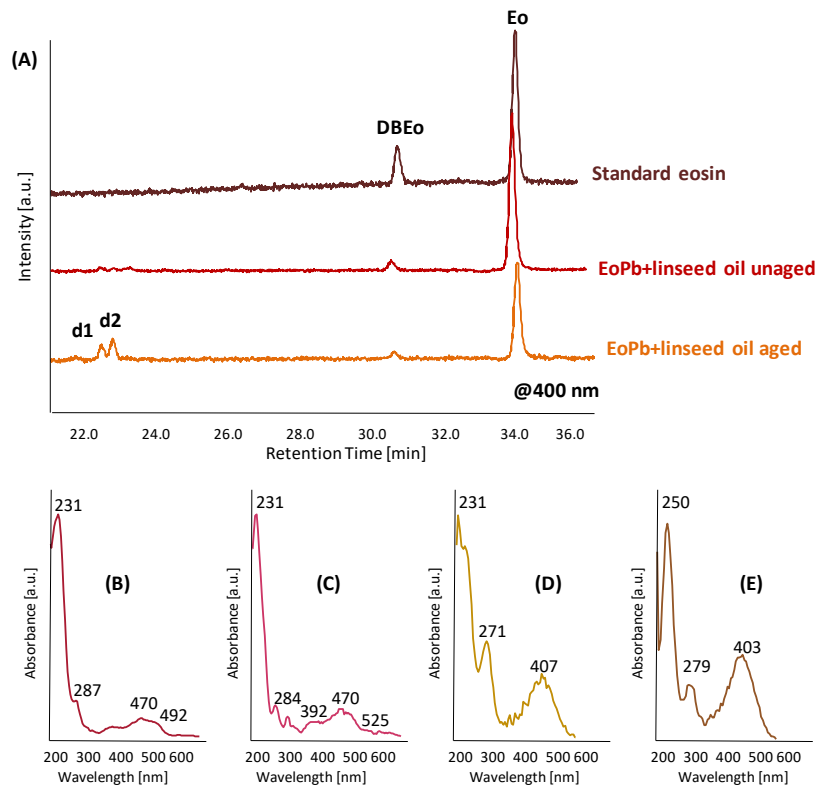 (A)
Eo
DBEo
Standard eosin
EoPb+linseed oil unaged
d1 d2
EoPb+linseed oil aged
@400 nm
Intensity [a.u.]
22.0 24.0 26.0 28.0 30.0 32.0 34.0 36.0
Retention Time [min]
231
(B)
287
470
492
Absorbance [a.u.]
200 300 400 500 600
Wavelength [nm]
231
(C)
284
392
470
525
Absorbance [a.u.]
200 300 400 500 600
Wavelength [nm]
231
(D)
271
407
Absorbance [a.u.]
200 300 400 500 600
Wavelength [nm]
250
(E)
279
403
Absorbance [a.u.]
200 300 400 500 600
Wavelength [nm]